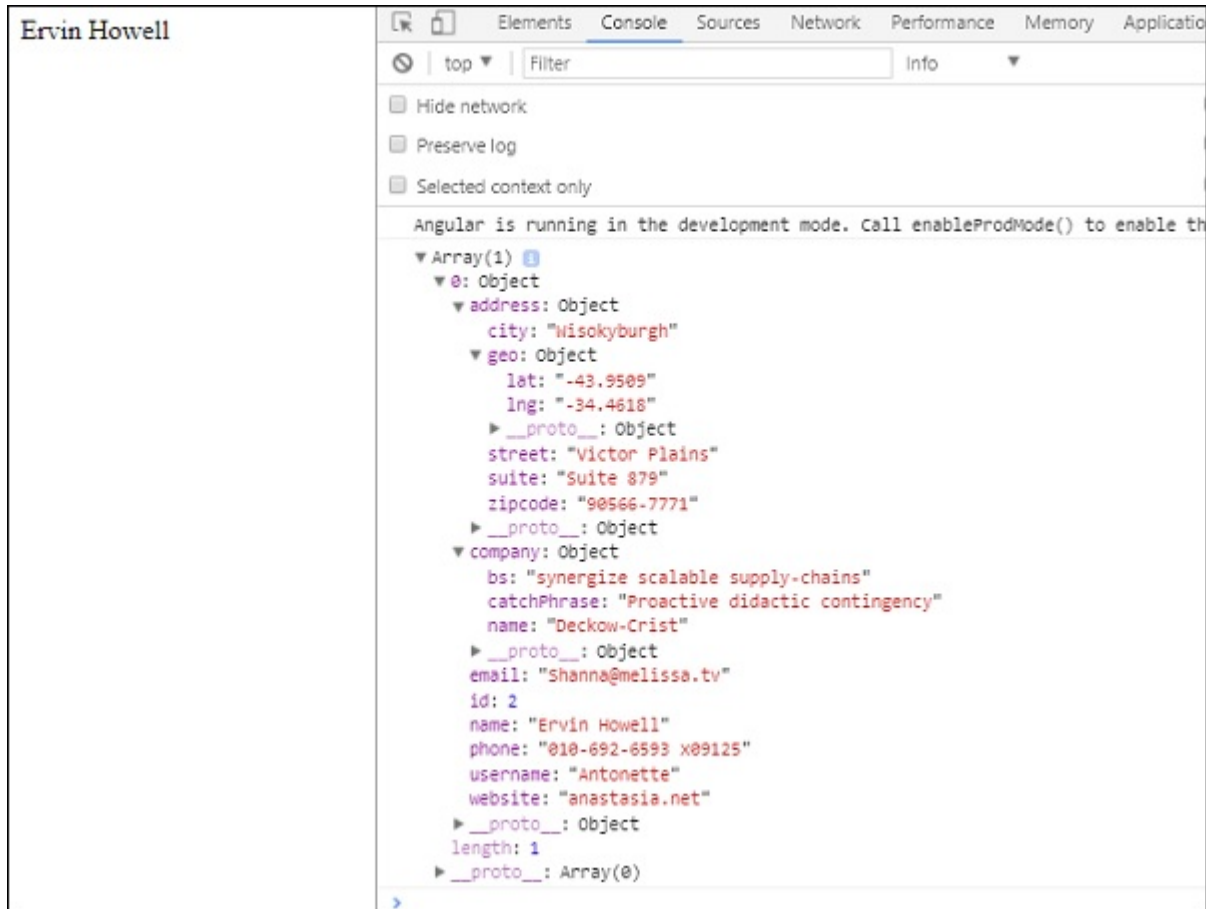 Ervin Howell
Elements Console Sources Network Performance Memory Applicatio
top ▼ Filter Info ▼
Hide network
Preserve log
Selected context only
Angular is running in the development mode. Call enableProdMode() to enable th
▼ Array(1) i
▼ 0: Object
▼ address: Object
city: "Wisokyburgh"
▼ geo: Object
lat: "-43.9509"
lng: "-34.4618"
▶ __proto__: Object
street: "Victor Plains"
suite: "Suite 879"
zipcode: "90566-7771"
▶ __proto__: Object
▼ company: Object
bs: "synergize scalable supply-chains"
catchPhrase: "Proactive didactic contingency"
name: "Deckow-Crist"
▶ __proto__: Object
email: "Shanna@melissa.tv"
id: 2
name: "Ervin Howell"
phone: "010-692-6593 x09125"
username: "Antonette"
website: "anastasia.net"
▶ __proto__: Object
length: 1
▶ __proto__: Array(0)
>